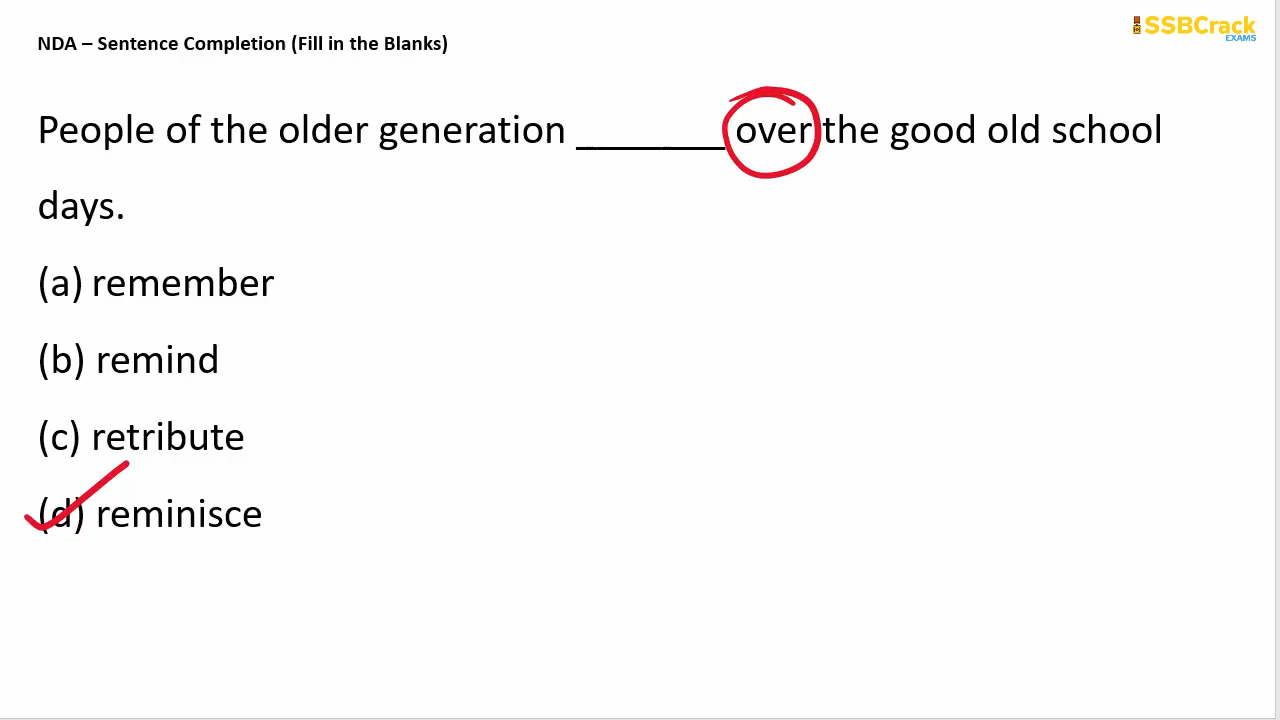 NDA – Sentence Completion (Fill in the Blanks)
SSBCrack
EXAMS
People of the older generation _______ over the good old school
days.
(a) remember
(b) remind
(c) retribute
(d) reminisce